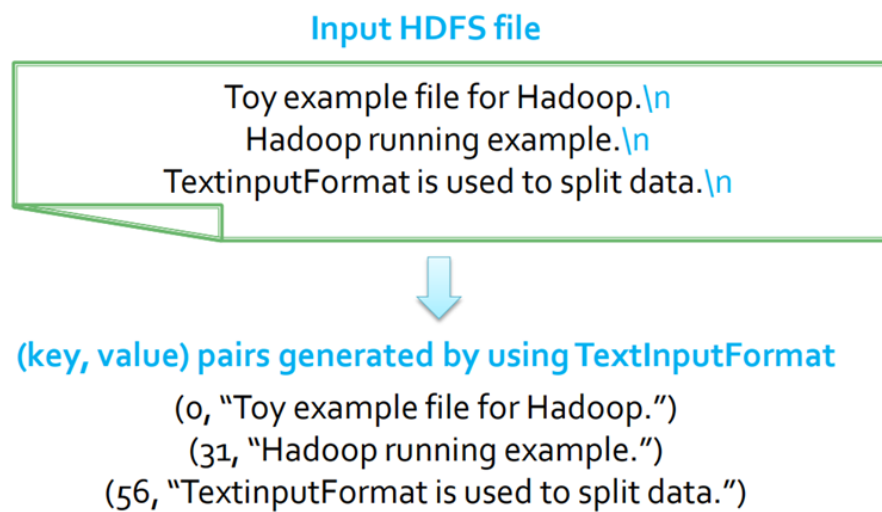 Input HDFS file
Toy example file for Hadoop.\n
Hadoop running example.\n
TextinputFormat is used to split data.\n
(key, value) pairs generated by using TextInputFormat
(0, “Toy example file for Hadoop.”)
(31, “Hadoop running example.”)
(56, “TextinputFormat is used to split data.”)